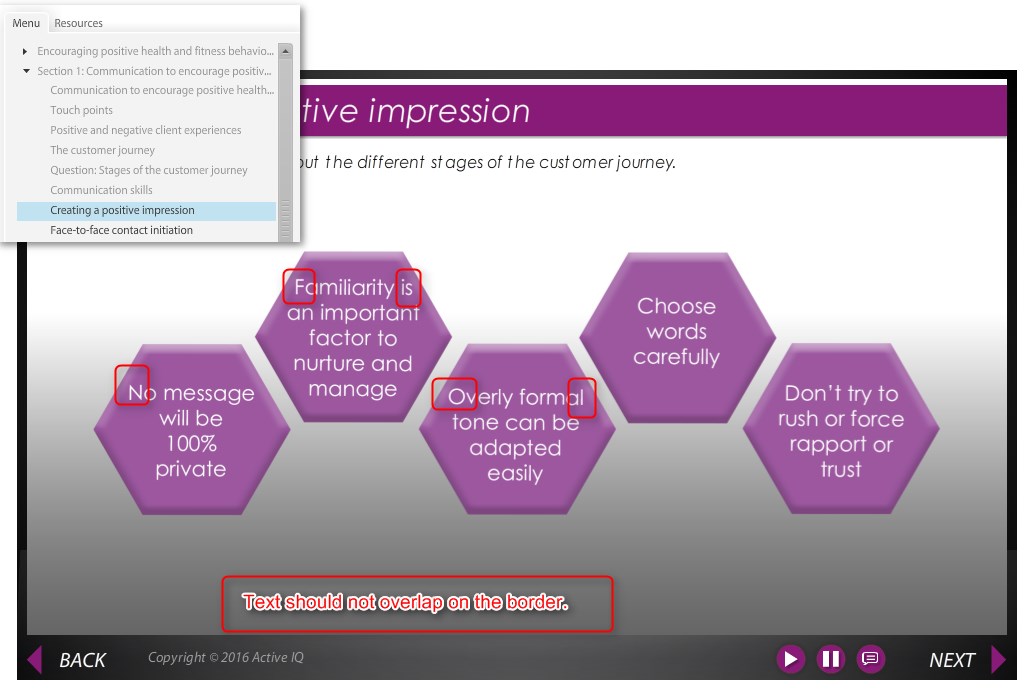 Menu
Resources
Encouraging positive health and fitness behavio...
Section 1: Communication to encourage positiv...
Communication to encourage positive health...
Touch points
Positive and negative client experiences
The customer journey
Question: Stages of the customer journey
Communication skills
Creating a positive impression
Face-to-face contact initiation
tive impression
out the different stages of the customer journey.
No message
will be
100%
private
Familiarity is
an important
factor to
nurture and
manage
Overly formal
tone can be
adapted
easily
Choose
words
carefully
Don't try to
rush or force
rapport or
trust
Text should not overlap on the border.
BACK
Copyright © 2016 Active IQ
NEXT